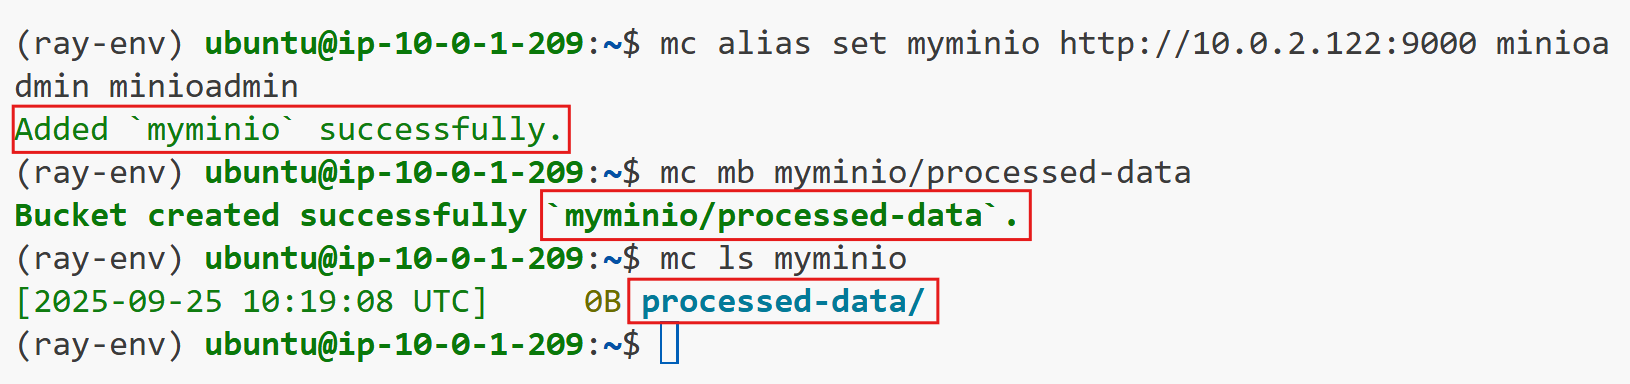 (ray-env) ubuntu@ip-10-0-1-209:~$ mc alias set myminio http://10.0.2.122:9000 minioa
dmin minioadmin
Added `myminio` successfully.
(ray-env) ubuntu@ip-10-0-1-209:~$ mc mb myminio/processed-data
Bucket created successfully `myminio/processed-data`.
(ray-env) ubuntu@ip-10-0-1-209:~$ mc ls myminio
[2025-09-25 10:19:08 UTC]     0B processed-data/
(ray-env) ubuntu@ip-10-0-1-209:~$